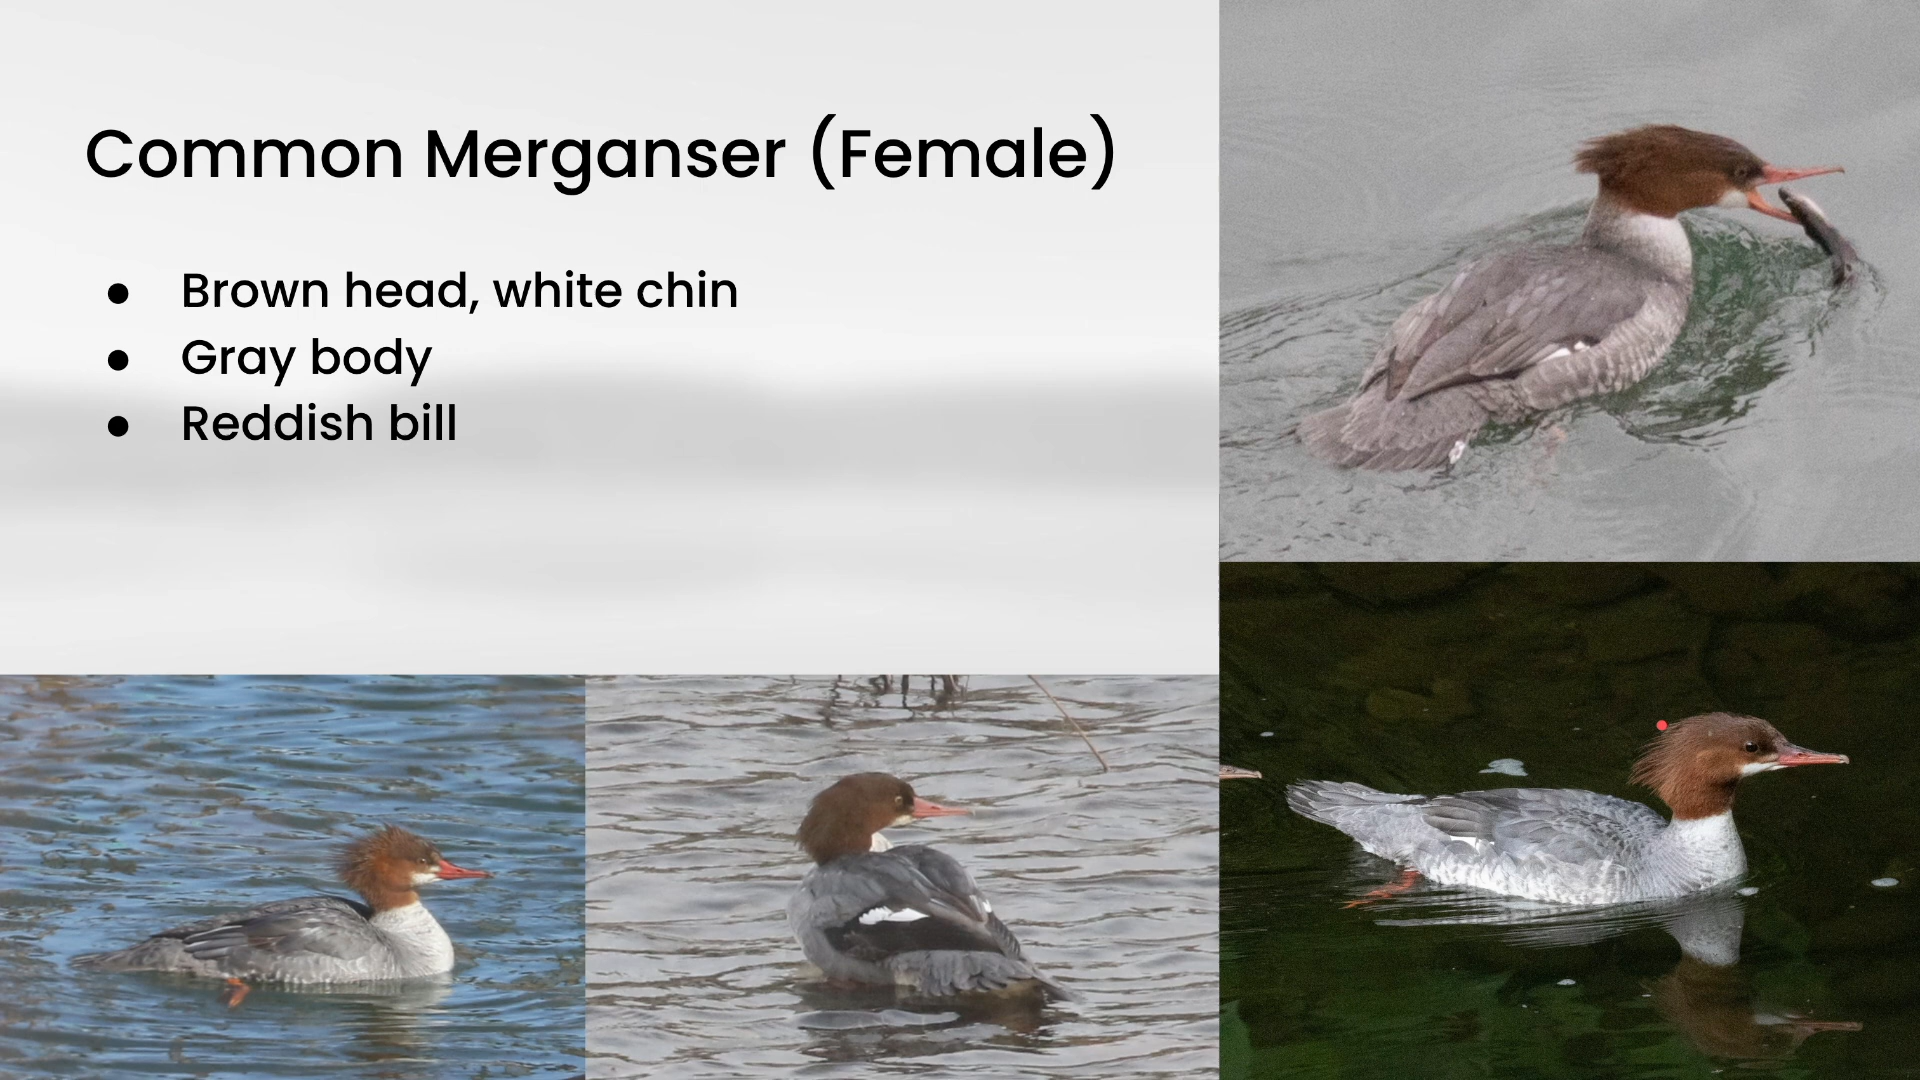 Common Merganser (Female)
● Brown head, white chin
● Gray body
● Reddish bill